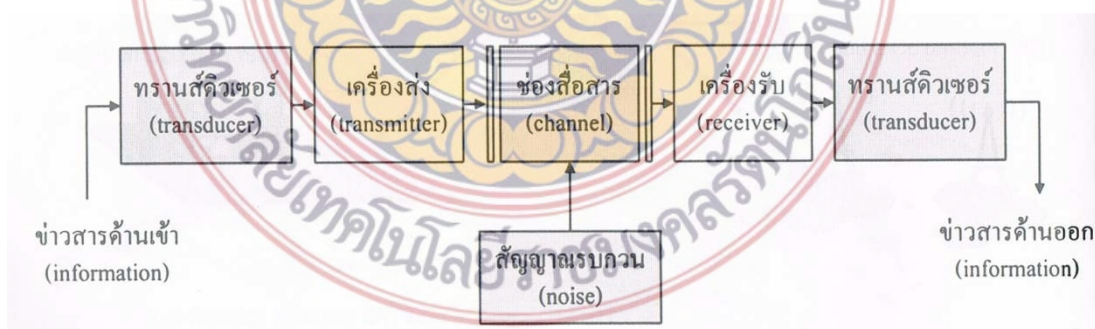 ทรานส์ดิวเซอร์
(transducer)
เครื่องส่ง
(transmitter)
ช่องสื่อสาร
(channel)
เครื่องรับ
(receiver)
ทรานส์ดิวเซอร์
(transducer)
ข่าวสารด้านเข้า
(information)
สัญญาณรบกวน
(noise)
ข่าวสารด้านออก
(information)